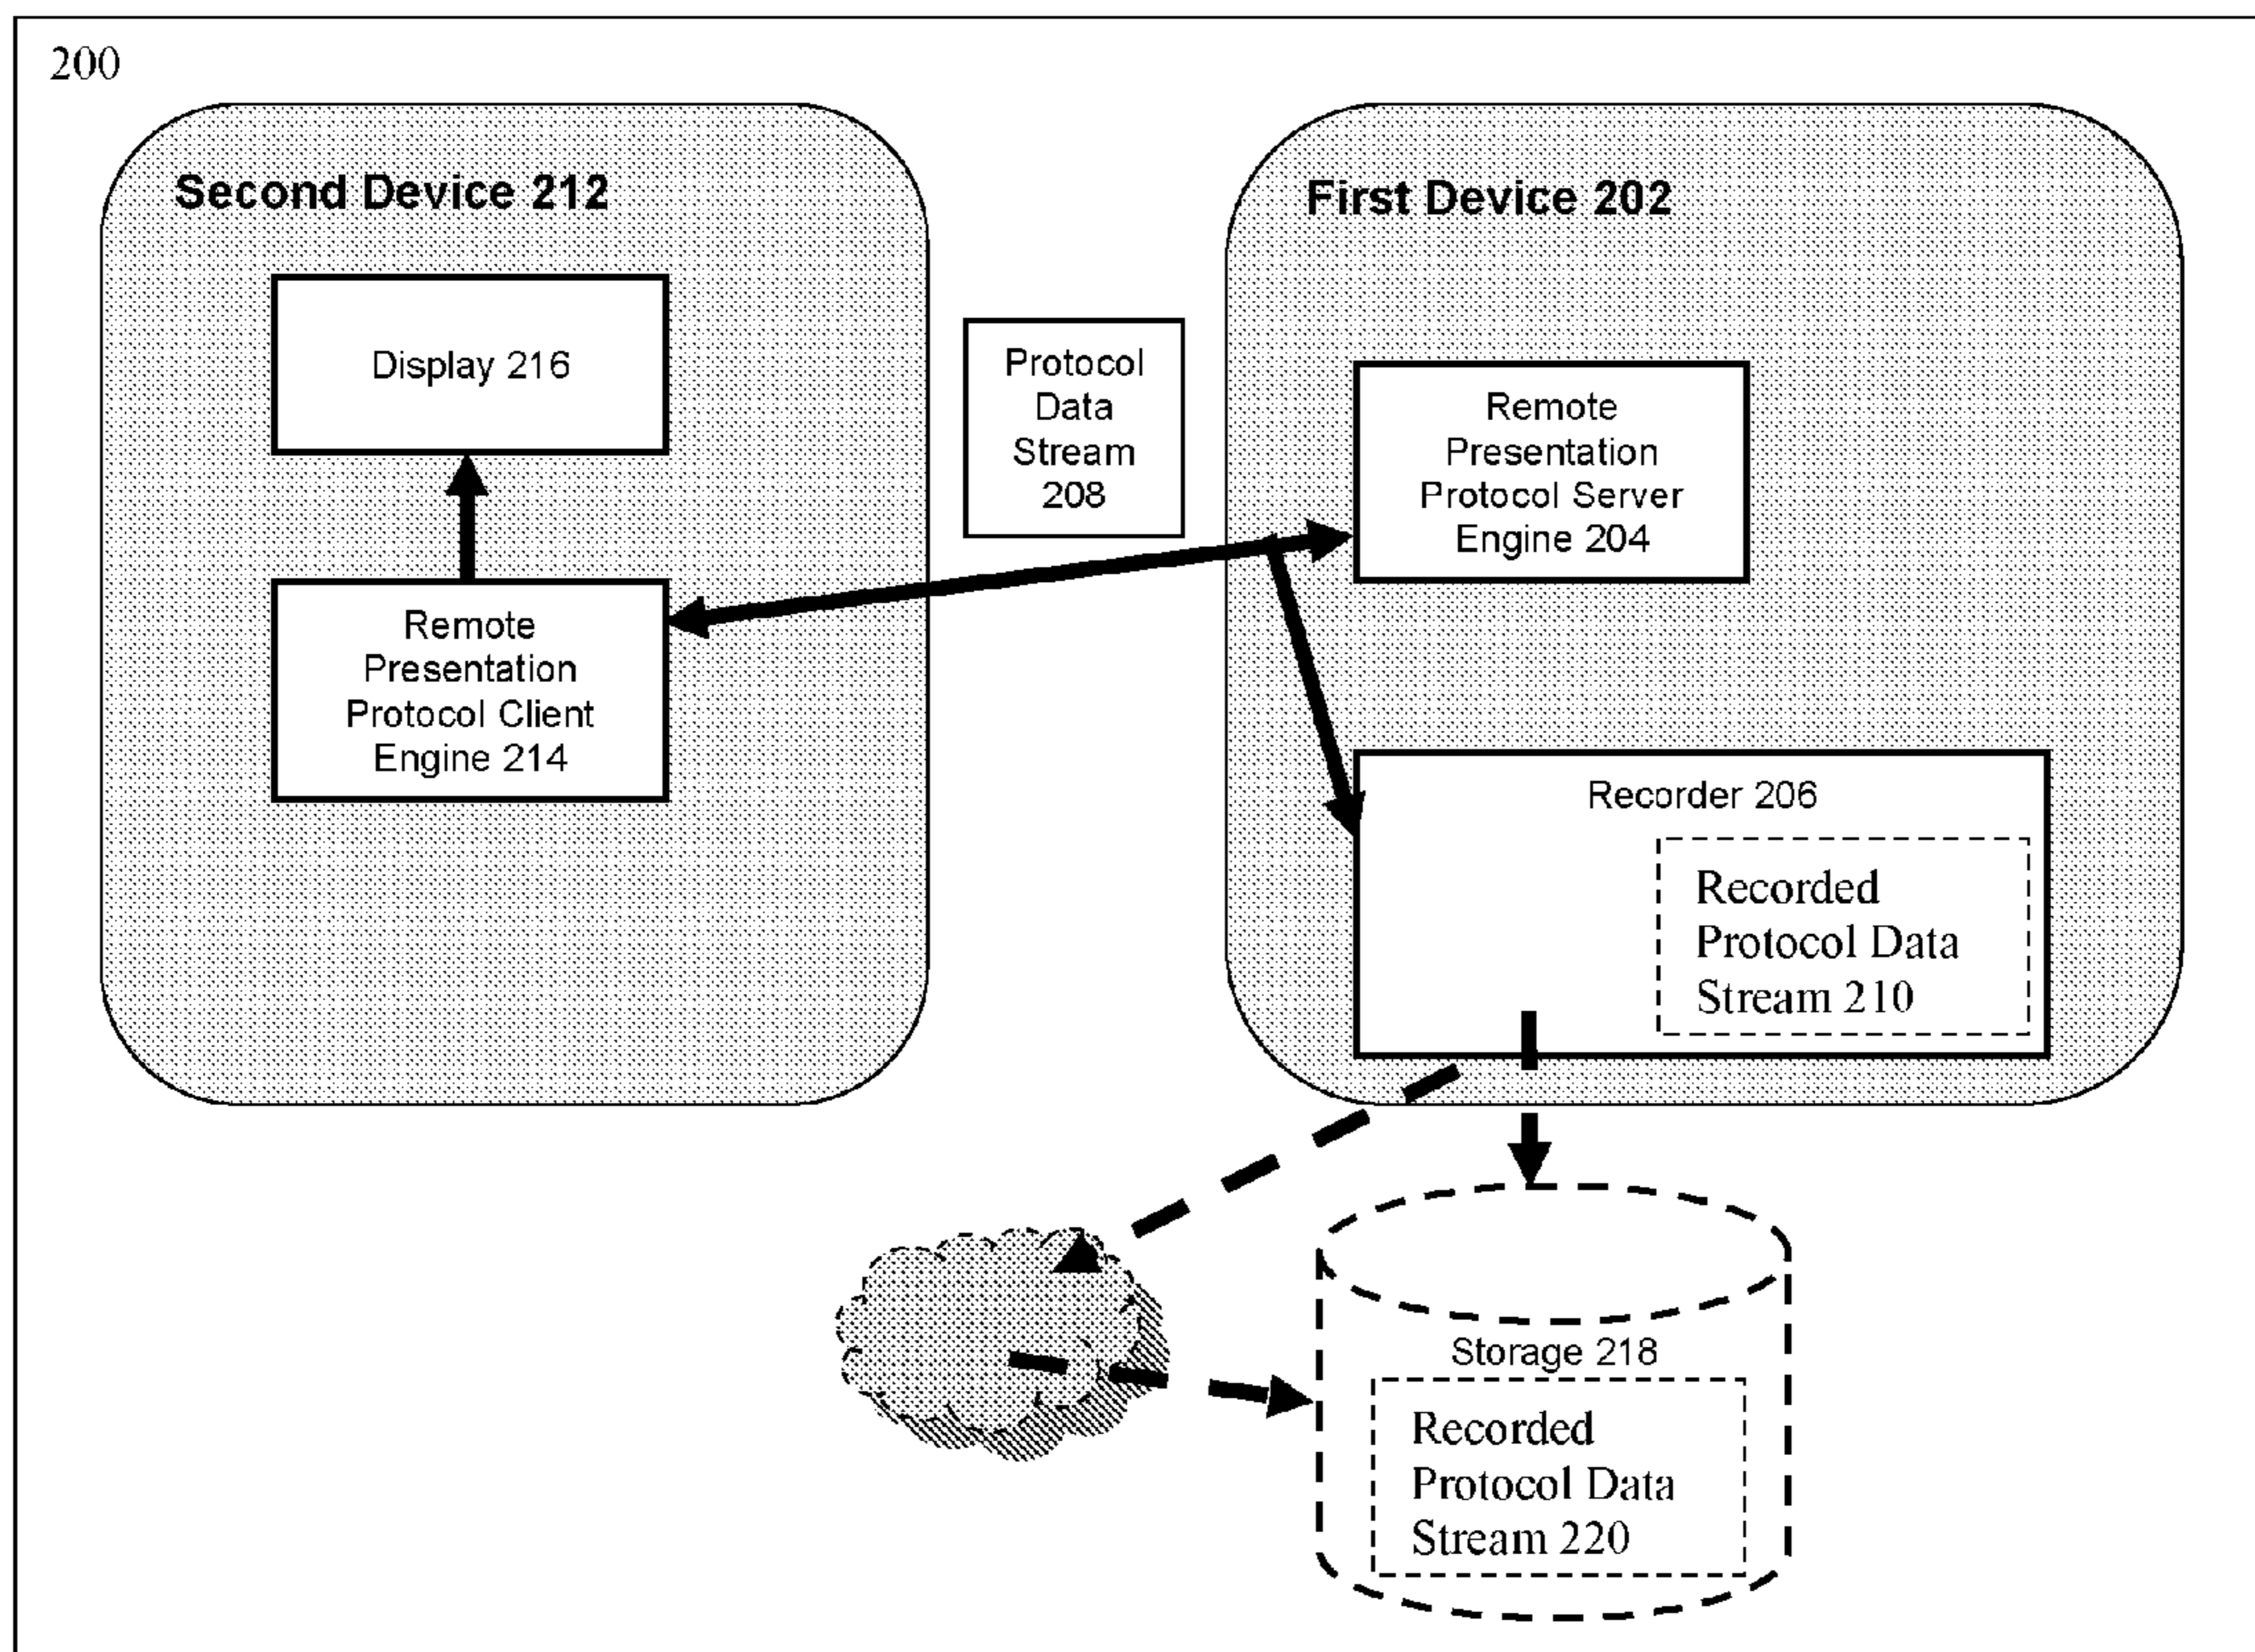 200
Second Device 212
Display 216
Remote
Presentation
Protocol Client
Engine 214
Protocol
Data
Stream
208
First Device 202
Remote
Presentation
Protocol Server
Engine 204
Recorder 206
Recorded
Protocol Data
Stream 210
Storage 218
Recorded
Protocol Data
Stream 220